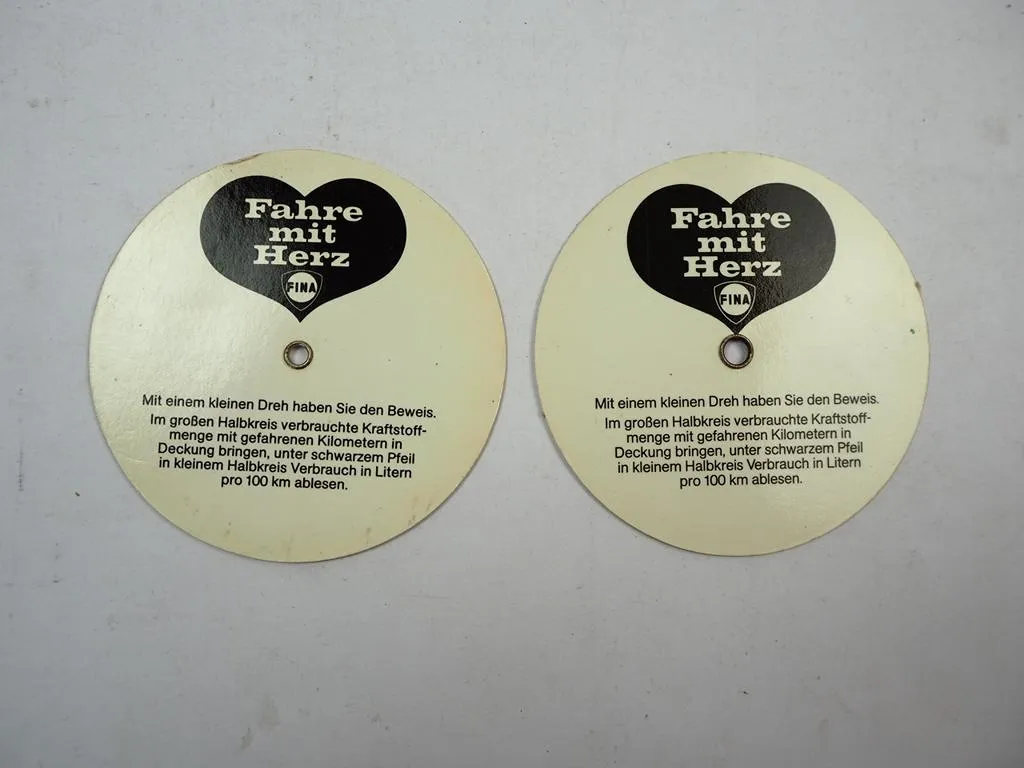 Fahre
mit
Herz
FINA
Mit einem kleinen Dreh haben Sie den Beweis.
Im großen Halbkreis verbrauchte Kraftstoff-
menge mit gefahrenen Kilometern in
Deckung bringen, unter schwarzem Pfeil
in kleinem Halbkreis Verbrauch in Litern
pro 100 km ablesen.
Fahre
mit
Herz
FINA
Mit einem kleinen Dreh haben Sie den Beweis.
Im großen Halbkreis verbrauchte Kraftstoff-
menge mit gefahrenen Kilometern in
Deckung bringen, unter schwarzem Pfeil
in kleinem Halbkreis Verbrauch in Litern
pro 100 km ablesen.